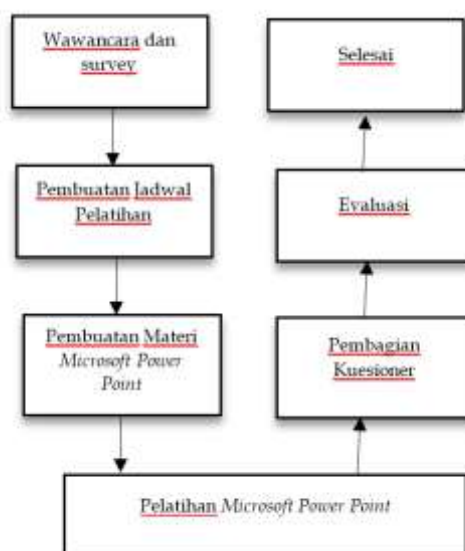 Wawancara dan
survey
Pembuatan Jadwal
Pelatihan
Pembuatan Materi
Microsoft Power
Point
Pelatihan Microsoft Power Point
Pembagian
Kuesioner
Evaluasi
Selesai